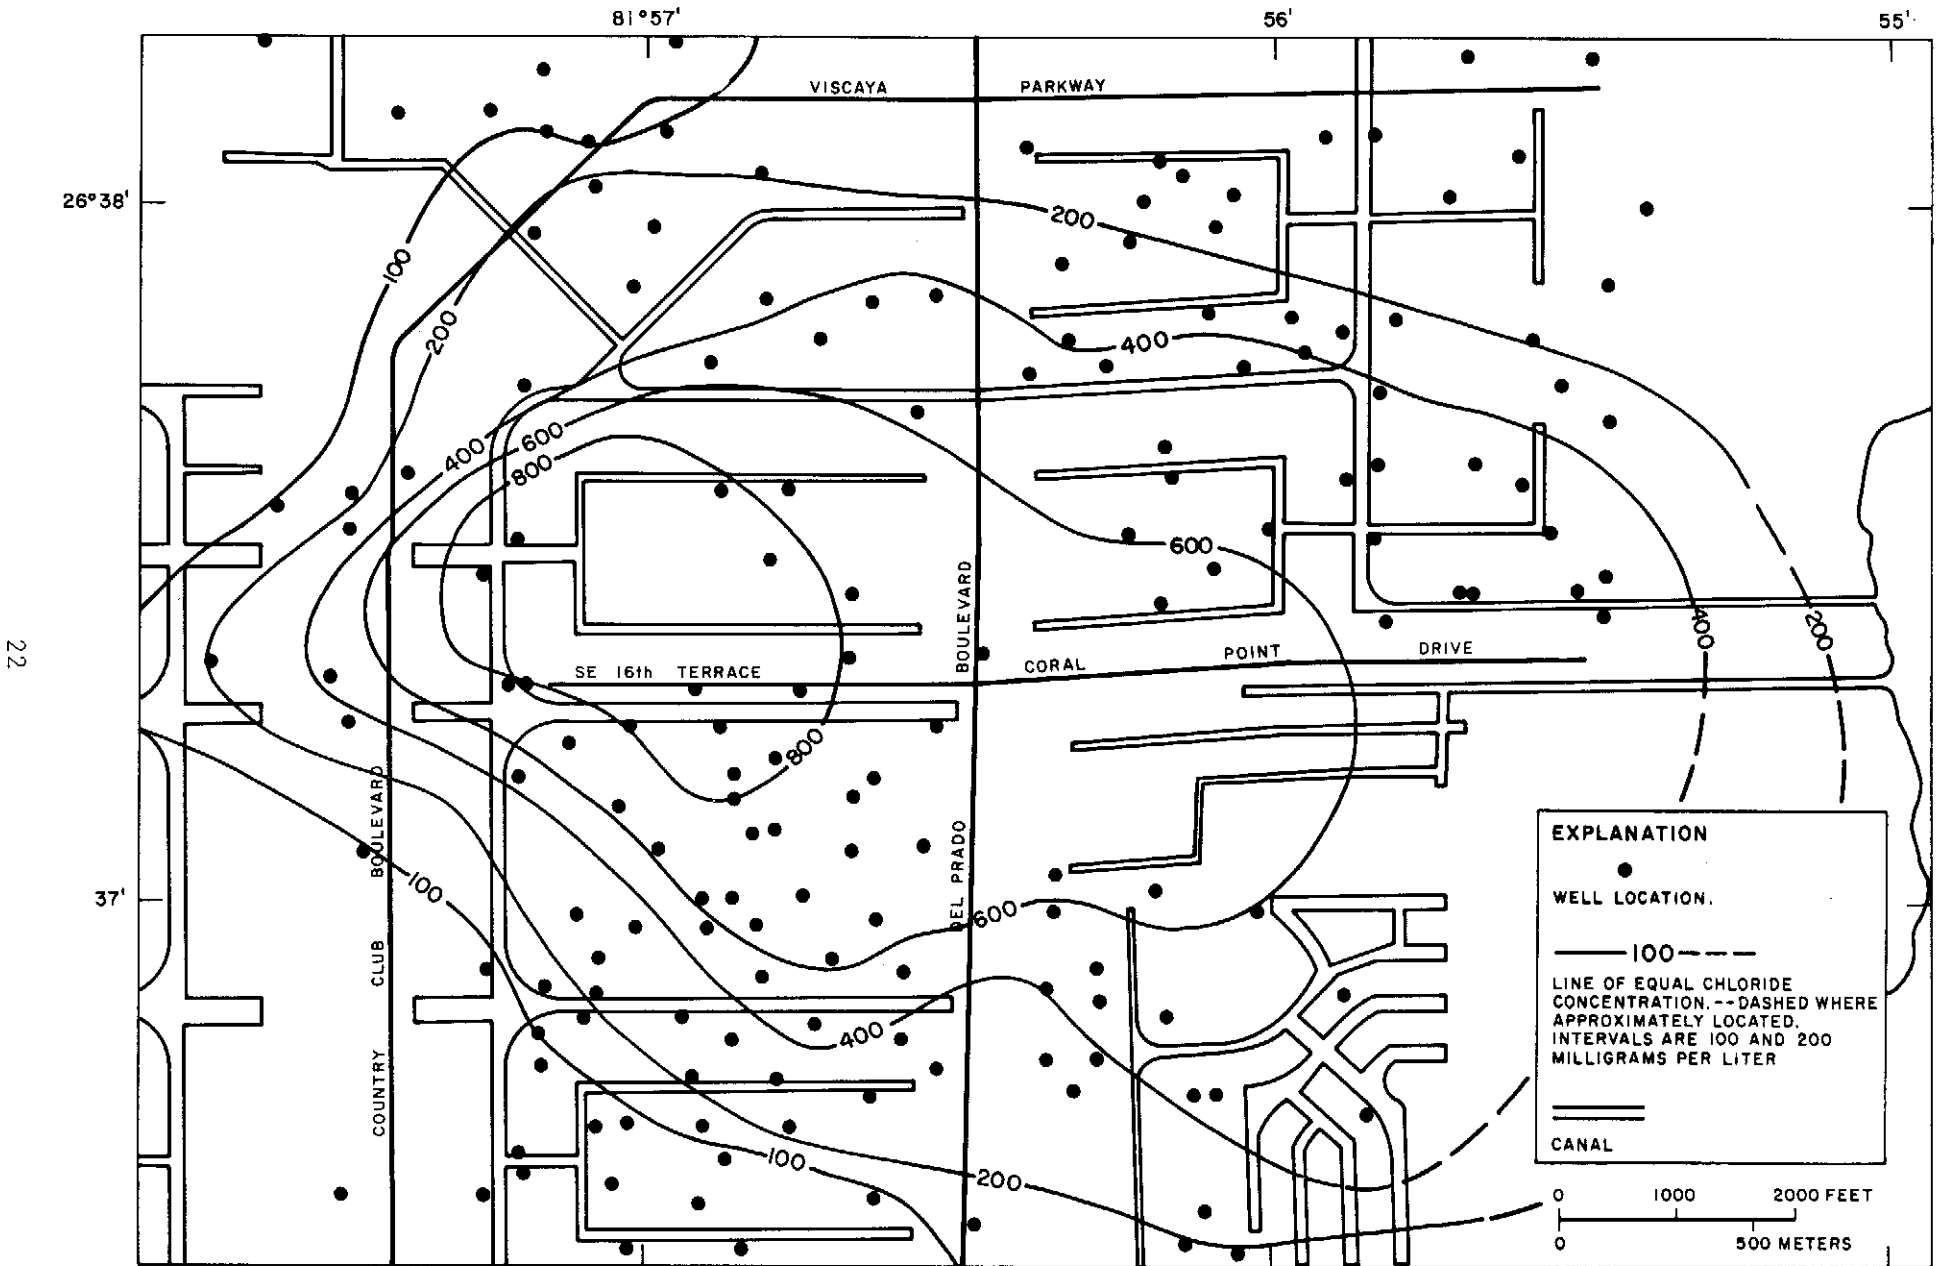 81°57'
56'
55'
VISCAYA PARKWAY
26°38'
200
100
200
400
400
600
800
600
BOULEVARD
400
200
22
SE 16th TERRACE
CORAL POINT DRIVE
800
COUNTRY CLUB BOULEVARD
DEL PRADO
100
37'
600
400
100
200
EXPLANATION
WELL LOCATION.
100
LINE OF EQUAL CHLORIDE
CONCENTRATION.--DASHED WHERE
APPROXIMATELY LOCATED.
INTERVALS ARE 100 AND 200
MILLIGRAMS PER LITER
CANAL
0 1000 2000 FEET
0 500 METERS